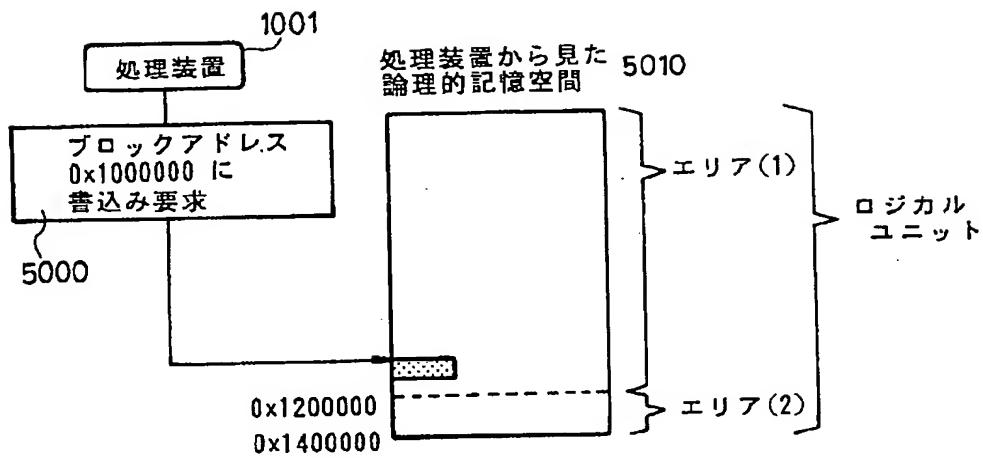 1001
処理装置
処理装置から見た
論理的記憶空間
5010
ブロックアドレス
0x1000000 に
書込み要求
5000
エリア(1)
ロジカル
ユニット
0x1200000
エリア(2)
0x1400000